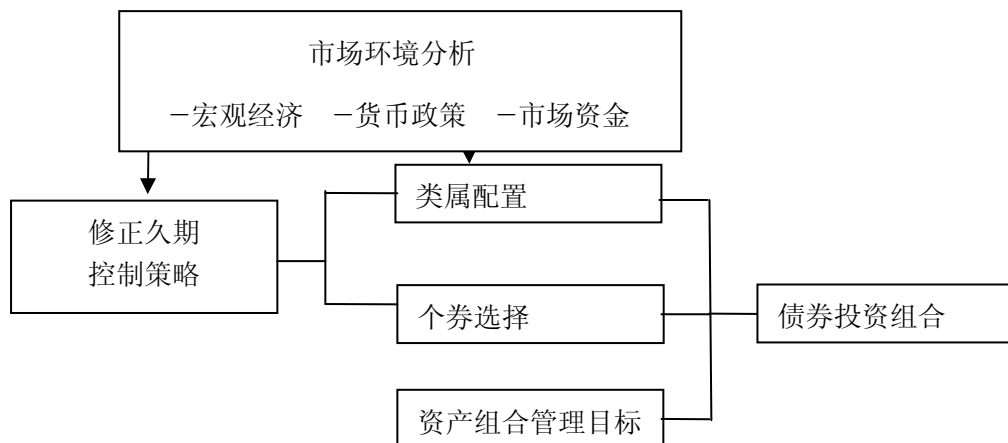 市场环境分析
－宏观经济 －货币政策 －市场资金
修正久期
控制策略
类属配置
个券选择
债券投资组合
资产组合管理目标